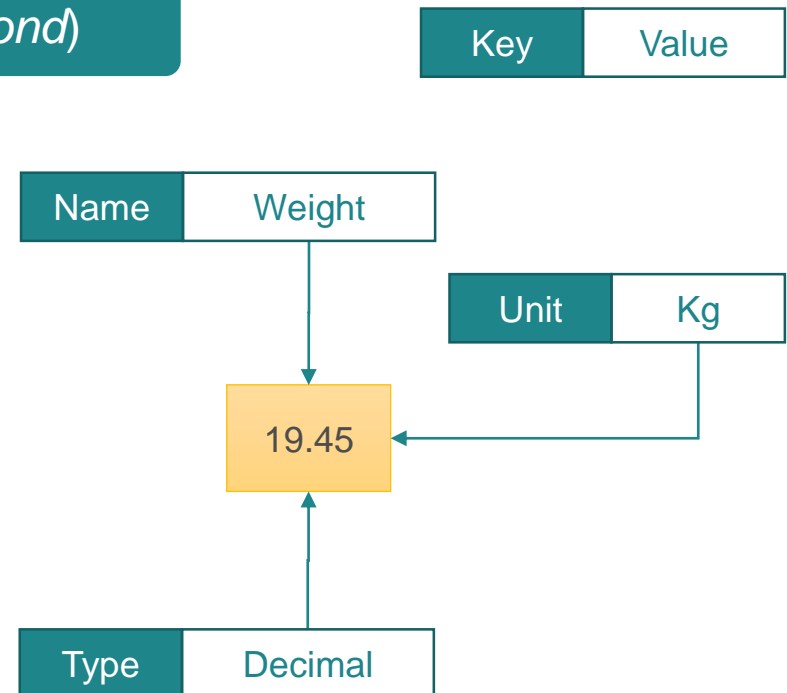 ond)
Key Value
Name Weight
Unit Kg
19.45
Type Decimal